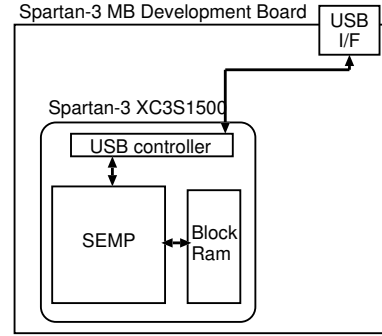 Spartan-3 MB Development Board
USB
I/F
Spartan-3 XC3S1500
USB controller
SEMP
Block
Ram